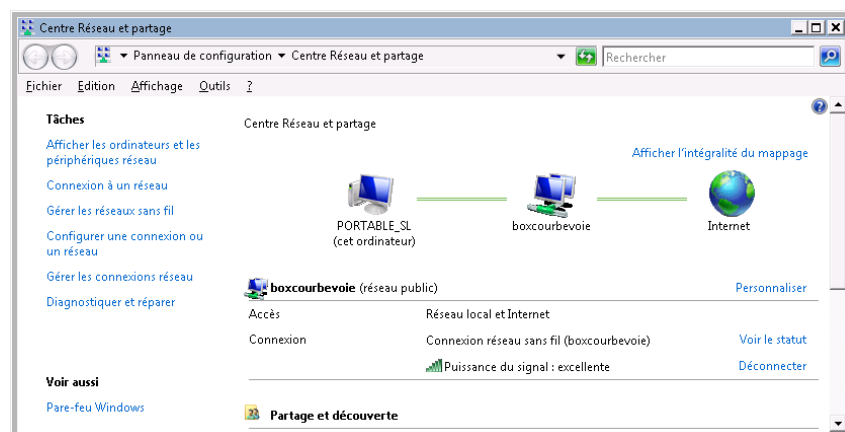 Centre Réseau et partage
Panneau de configuration Centre Réseau et partage
Rechercher
Fichier Edition Affichage Outils ?
Tâches
Afficher les ordinateurs et les
périphériques réseau
Connexion à un réseau
Gérer les réseaux sans fil
Configurer une connexion ou
un réseau
Gérer les connexions réseau
Diagnostiquer et réparer
Voir aussi
Pare-feu Windows
Centre Réseau et partage
Afficher l'intégralité du mappage
PORTABLE_SL
(cet ordinateur)
boxcourbevoie
Internet
boxcourbevoie (réseau public)
Personnaliser
Accès Réseau local et Internet
Connexion Connexion réseau sans fil (boxcourbevoie) Voir le statut
Puissance du signal : excellente Déconnecter
Partage et découverte